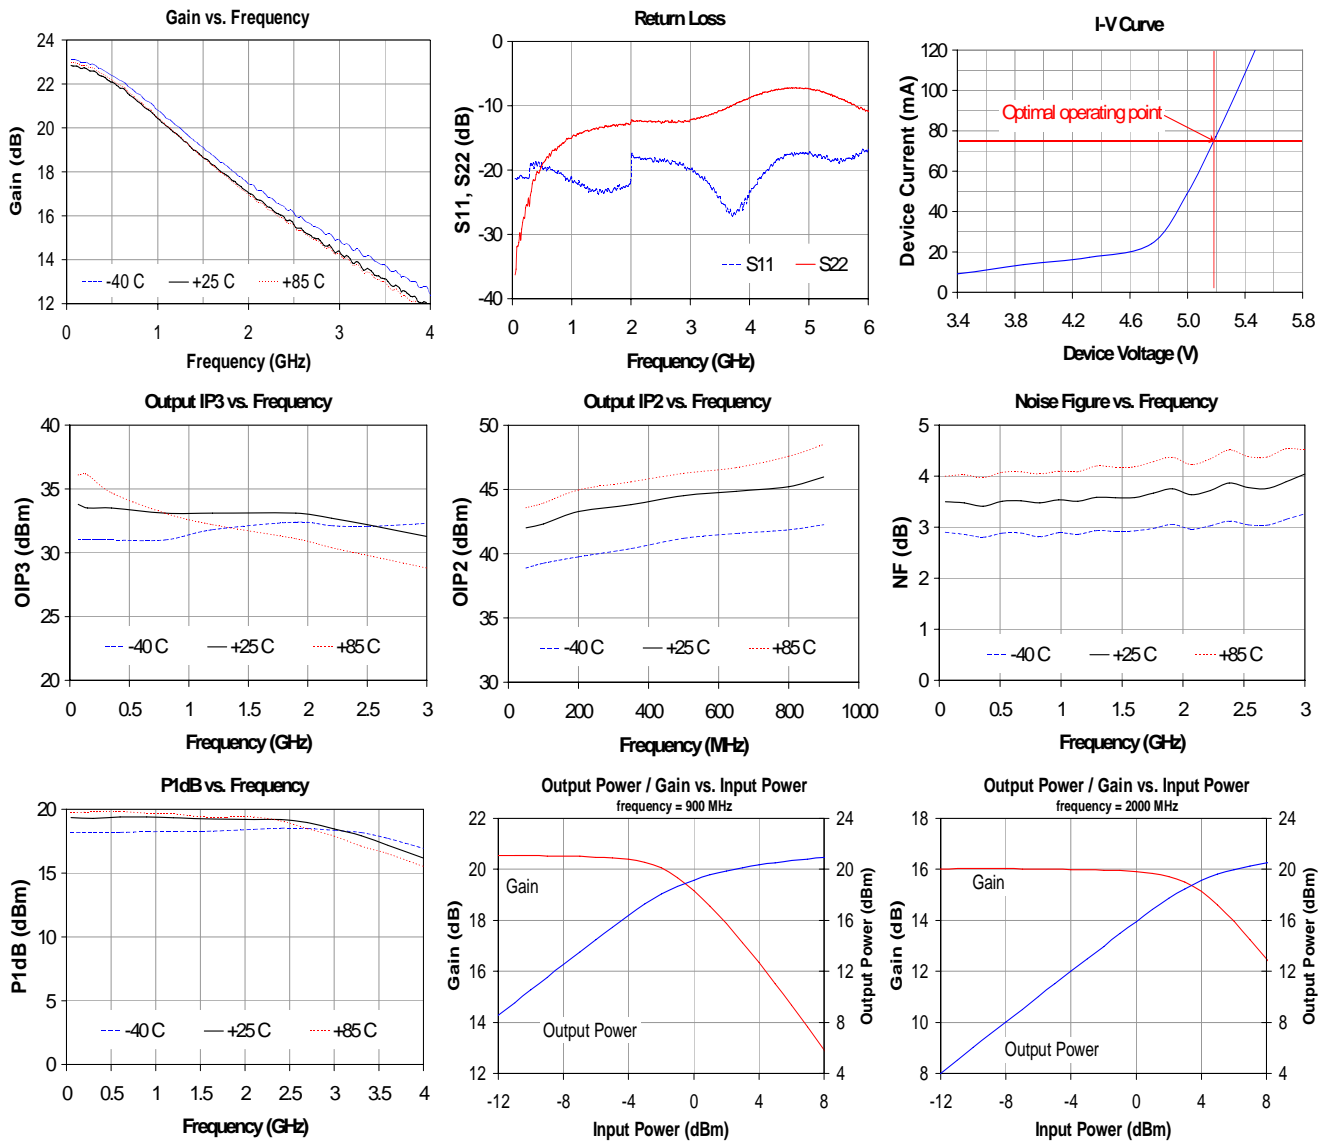 Gain vs. Frequency
24
22
20
18
16
14
12
Gain (dB)
-40 C
+25 C
+85 C
0 1 2 3 4
Frequency (GHz)
Return Loss
0
-10
-20
-30
-40
S11, S22 (dB)
S11
S22
0 1 2 3 4 5 6
Frequency (GHz)
I-V Curve
120
100
80
60
40
20
0
Device Current (mA)
Optimal operating point
3.4 3.8 4.2 4.6 5.0 5.4 5.8
Device Voltage (V)
Output IP3 vs. Frequency
40
35
30
25
20
OIP3 (dBm)
-40 C
+25 C
+85 C
0 0.5 1 1.5 2 2.5 3
Frequency (GHz)
Output IP2 vs. Frequency
50
45
40
35
30
OIP2 (dBm)
-40 C
+25 C
+85 C
0 200 400 600 800 1000
Frequency (MHz)
Noise Figure vs. Frequency
5
4
3
2
1
0
NF (dB)
-40 C
+25 C
+85 C
0 0.5 1 1.5 2 2.5 3
Frequency (GHz)
P1dB vs. Frequency
20
15
10
5
0
P1dB (dBm)
-40 C
+25 C
+85 C
0 0.5 1 1.5 2 2.5 3 3.5 4
Frequency (GHz)
Output Power / Gain vs. Input Power
frequency = 900 MHz
22
20
18
16
14
12
Gain (dB)
Gain
Output Power
24
20
16
12
8
4
Output Power (dBm)
-12 -8 -4 0 4 8
Input Power (dBm)
Output Power / Gain vs. Input Power
frequency = 2000 MHz
18
16
14
12
10
8
Gain (dB)
Gain
Output Power
24
20
16
12
8
4
Output Power (dBm)
-12 -8 -4 0 4 8
Input Power (dBm)